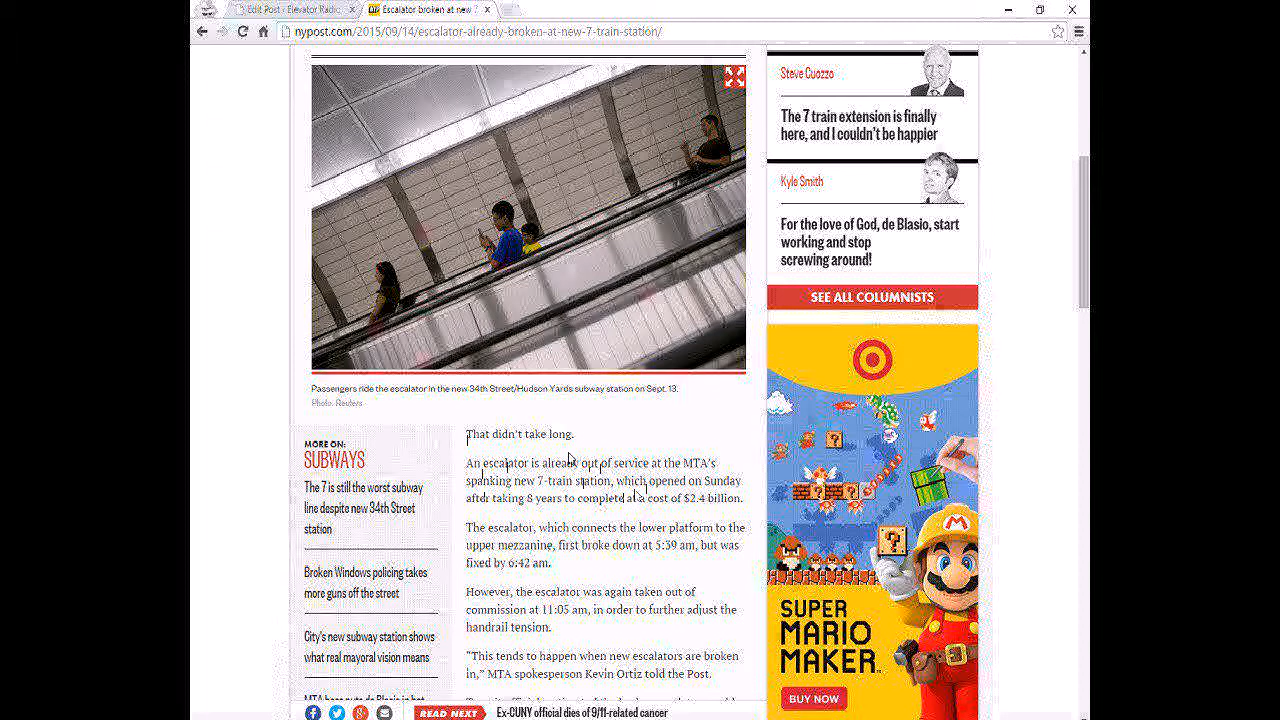 Edit Post ‹ Elevator Radio
Escalator broken at new 7
nypost.com/2015/09/14/escalator-already-broken-at-new-7-train-station/
Passengers ride the escalator in the new 34th Street/Hudson Yards subway station on Sept. 13.
Photo: Reuters
MORE ON:
SUBWAYS
The 7 is still the worst subway
line despite new 34th Street
station
Broken Windows policing takes
more guns off the street
City's new subway station shows
what real mayoral vision means
That didn't take long.
An escalator is already out of service at the MTA's
spanking new 7-train station, which opened on Sunday
after taking 8 years to complete at a cost of $2.4 billion.
The escalator, which connects the lower platform to the
upper mezzanine, first broke down at 5:39 am, but was
fixed by 6:42 am.
However, the escalator was again taken out of
commission at 11:05 am, in order to further adjust the
handrail tension.
“This tends to happen when new escalators are broken
in,” MTA spokesperson Kevin Ortiz told the Post.
READ NEXT
Ex-CUNY official dies of 9/11-related cancer
Steve Cuozzo
The 7 train extension is finally
here, and I couldn't be happier
Kyle Smith
For the love of God, de Blasio, start
working and stop
screwing around!
SEE ALL COLUMNISTS
M
SUPER
MARIO
MAKER
BUY NOW